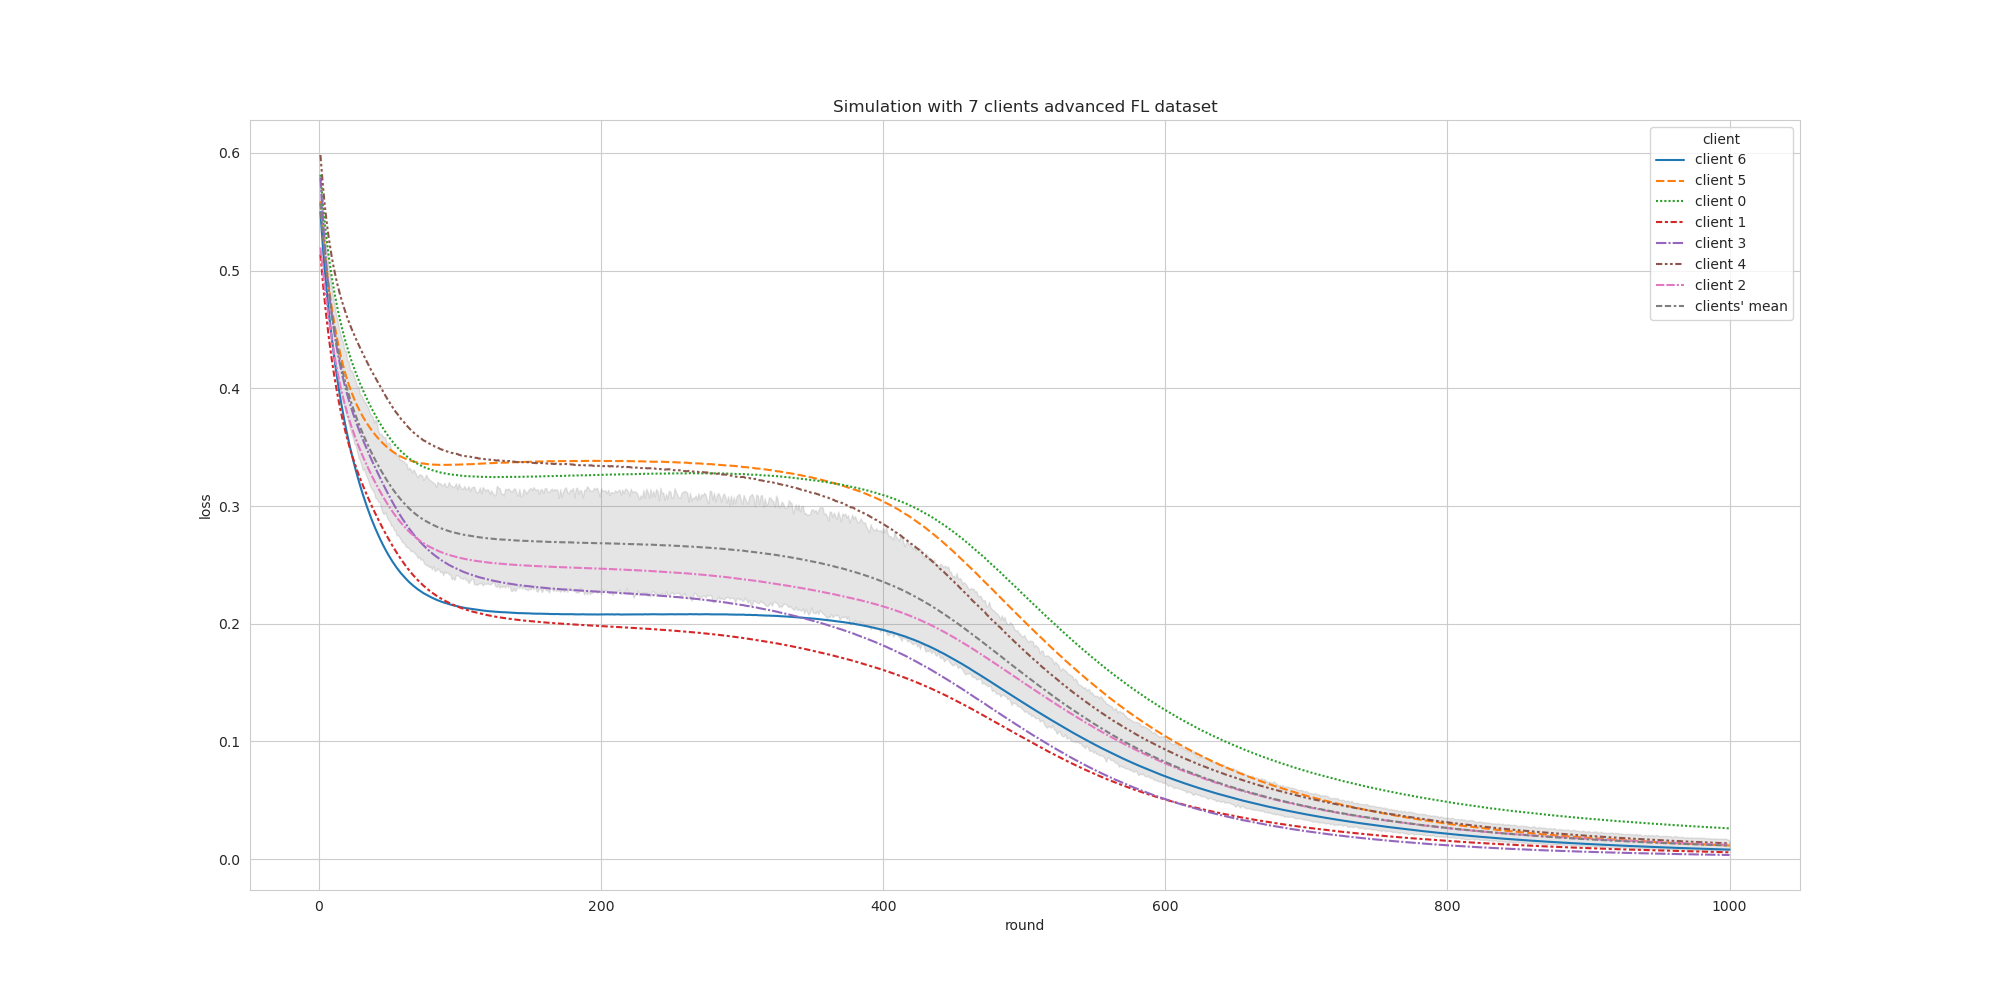 Simulation with 7 clients advanced FL dataset
client
client 6
client 5
client 0
client 1
client 3
client 4
client 2
clients' mean
0.6
0.5
0.4
0.3
0.2
0.1
0.0
loss
0
200
400
600
800
1000
round